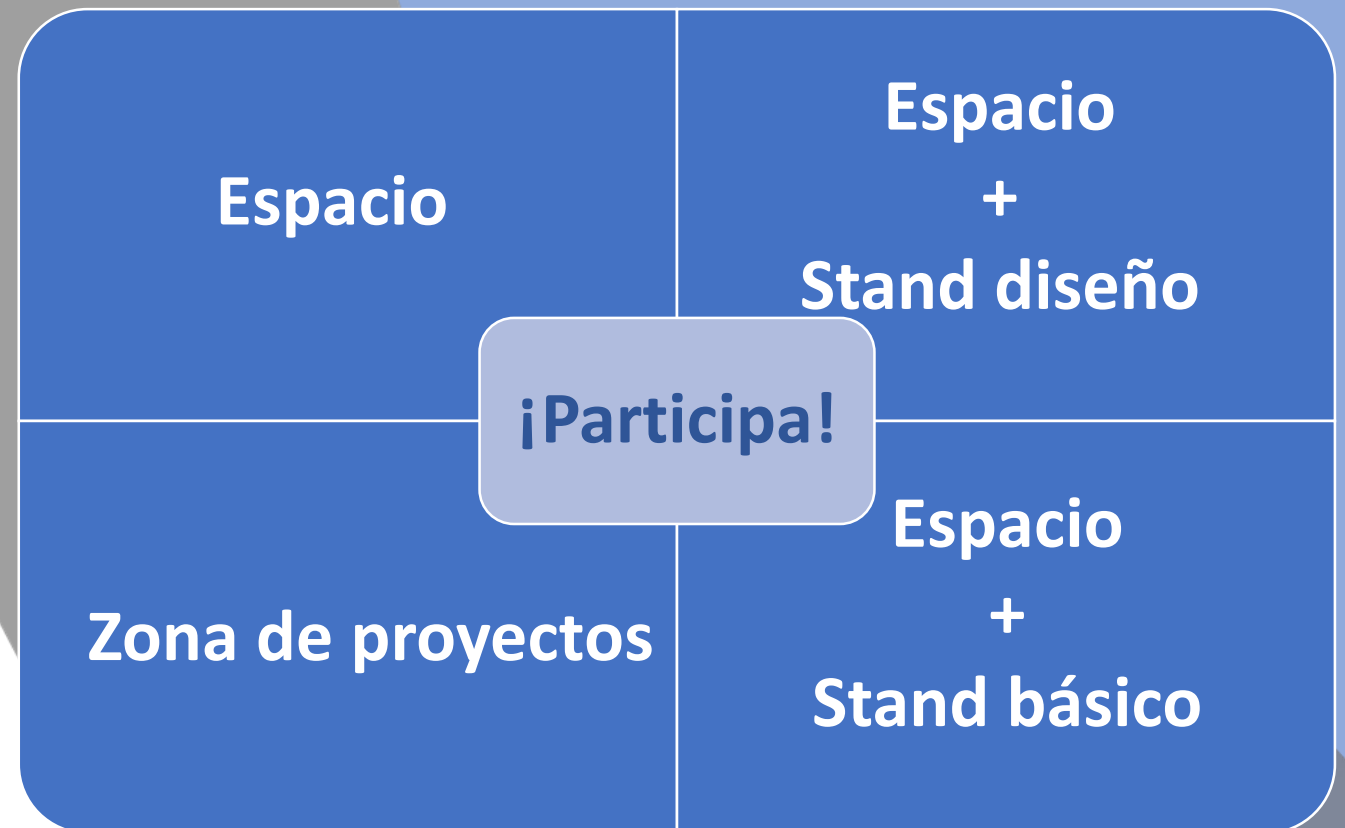 Espacio
Espacio
+
Stand diseño
¡Participa!
Zona de proyectos
Espacio
+
Stand básico